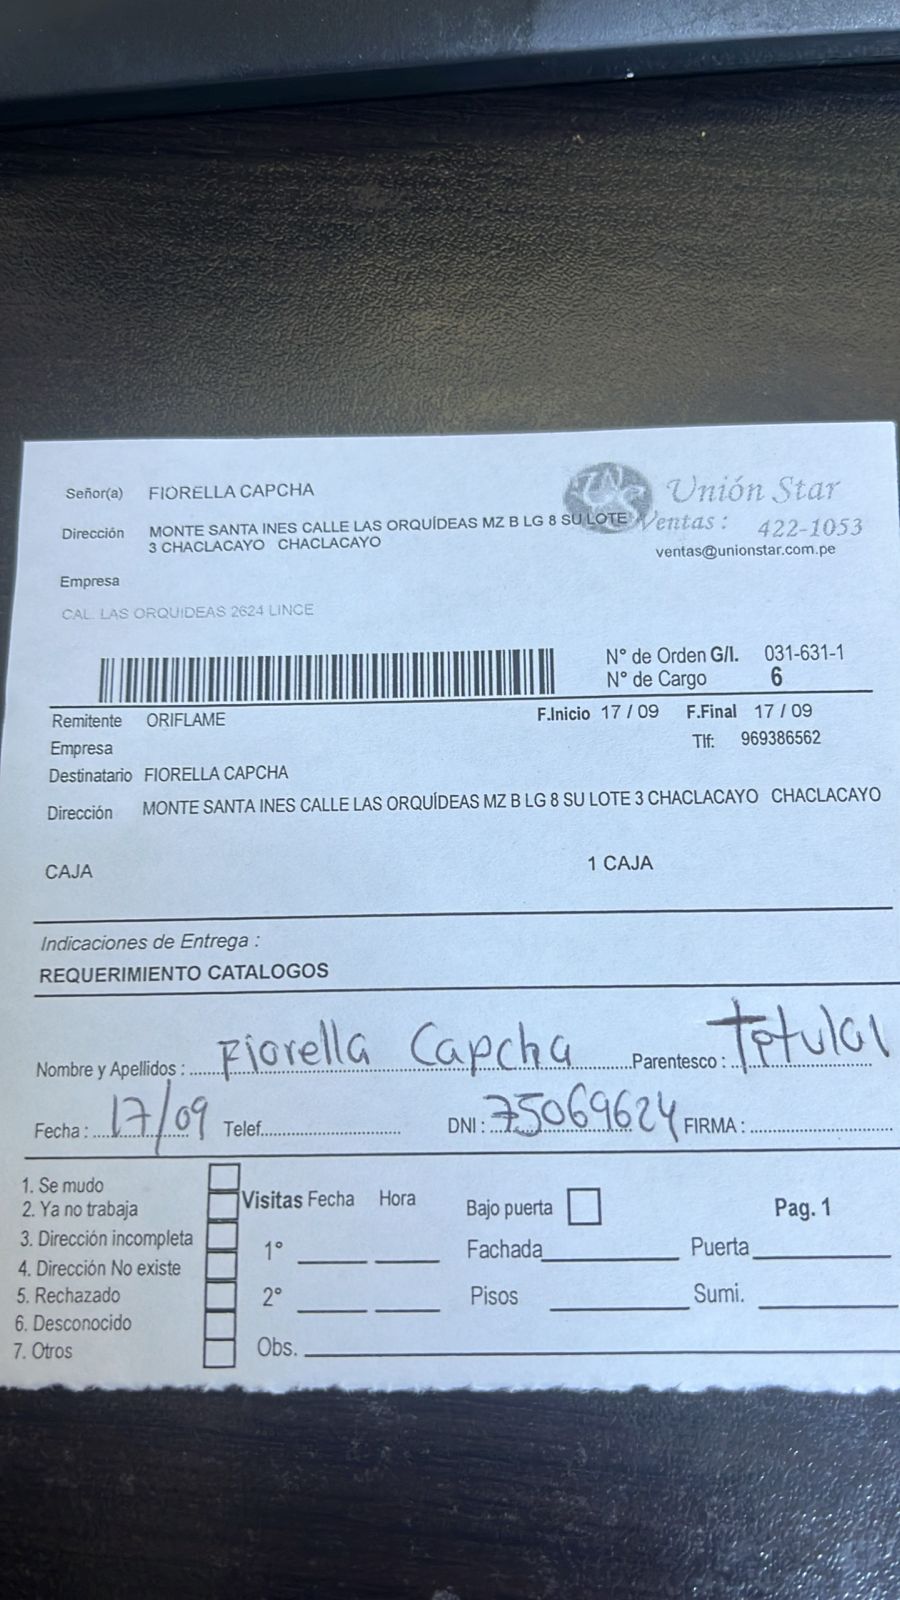 Señor(a) FIORELLA CAPCHA
Unión Star
Dirección MONTE SANTA INES CALLE LAS ORQUÍDEAS MZ B LG 8 SU LOTE
3 CHACLACAYO CHACLACAYO
Ventas : 422-1053
ventas@unionstar.com.pe
Empresa
CAL. LAS ORQUIDEAS 2624 LINCE
N° de Orden G/I. 031-631-1
N° de Cargo 6
Remitente ORIFLAME F.Inicio 17 / 09 F.Final 17 / 09
Empresa Tlf: 969386562
Destinatario FIORELLA CAPCHA
Dirección MONTE SANTA INES CALLE LAS ORQUÍDEAS MZ B LG 8 SU LOTE 3 CHACLACAYO CHACLACAYO
CAJA 1 CAJA
Indicaciones de Entrega :
REQUERIMIENTO CATALOGOS
Nombre y Apellidos : Fiorella Capcha Parentesco : Tetular
Fecha : 17/09 Telef. DNI : 75069624 FIRMA :
1. Se mudo
2. Ya no trabaja
3. Dirección incompleta
4. Dirección No existe
5. Rechazado
6. Desconocido
7. Otros
Visitas Fecha Hora
1°
2°
Obs.
Bajo puerta Pag. 1
Fachada Puerta
Pisos Sumi.